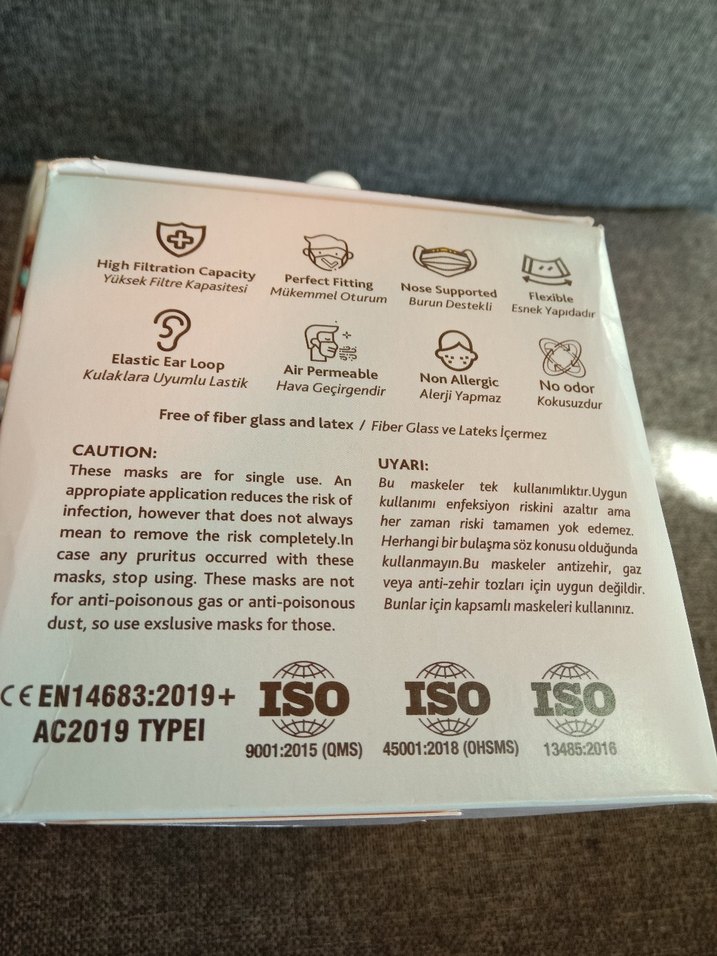 High Filtration Capacity
Yüksek Filtre Kapasitesi
Perfect Fitting
Mükemmel Oturum
Nose Supported
Burun Destekli
Flexible
Esnek Yapıdadır
Elastic Ear Loop
Kulaklara Uyumlu Lastik
Air Permeable
Hava Geçirgendir
Non Allergic
Alerji Yapmaz
No odor
Kokusuzdur
Free of fiber glass and latex / Fiber Glass ve Lateks İçermez
CAUTION:
These masks are for single use. An
appropiate application reduces the risk of
infection, however that does not always
mean to remove the risk completely.In
case any pruritus occurred with these
masks, stop using. These masks are not
for anti-poisonous gas or anti-poisonous
dust, so use exslusive masks for those.
UYARI:
Bu maskeler tek kullanımlıktır.Uygun
kullanımı enfeksiyon riskini azaltır ama
her zaman riski tamamen yok edemez.
Herhangi bir bulaşma söz konusu olduğunda
kullanmayın.Bu maskeler antizehir, gaz
veya anti-zehir tozları için uygun değildir.
Bunlar için kapsamlı maskeleri kullanınız.
CE EN14683:2019+
AC2019 TYPEI
ISO
9001:2015 (QMS)
ISO
45001:2018 (OHSMS)
ISO
13485:2016